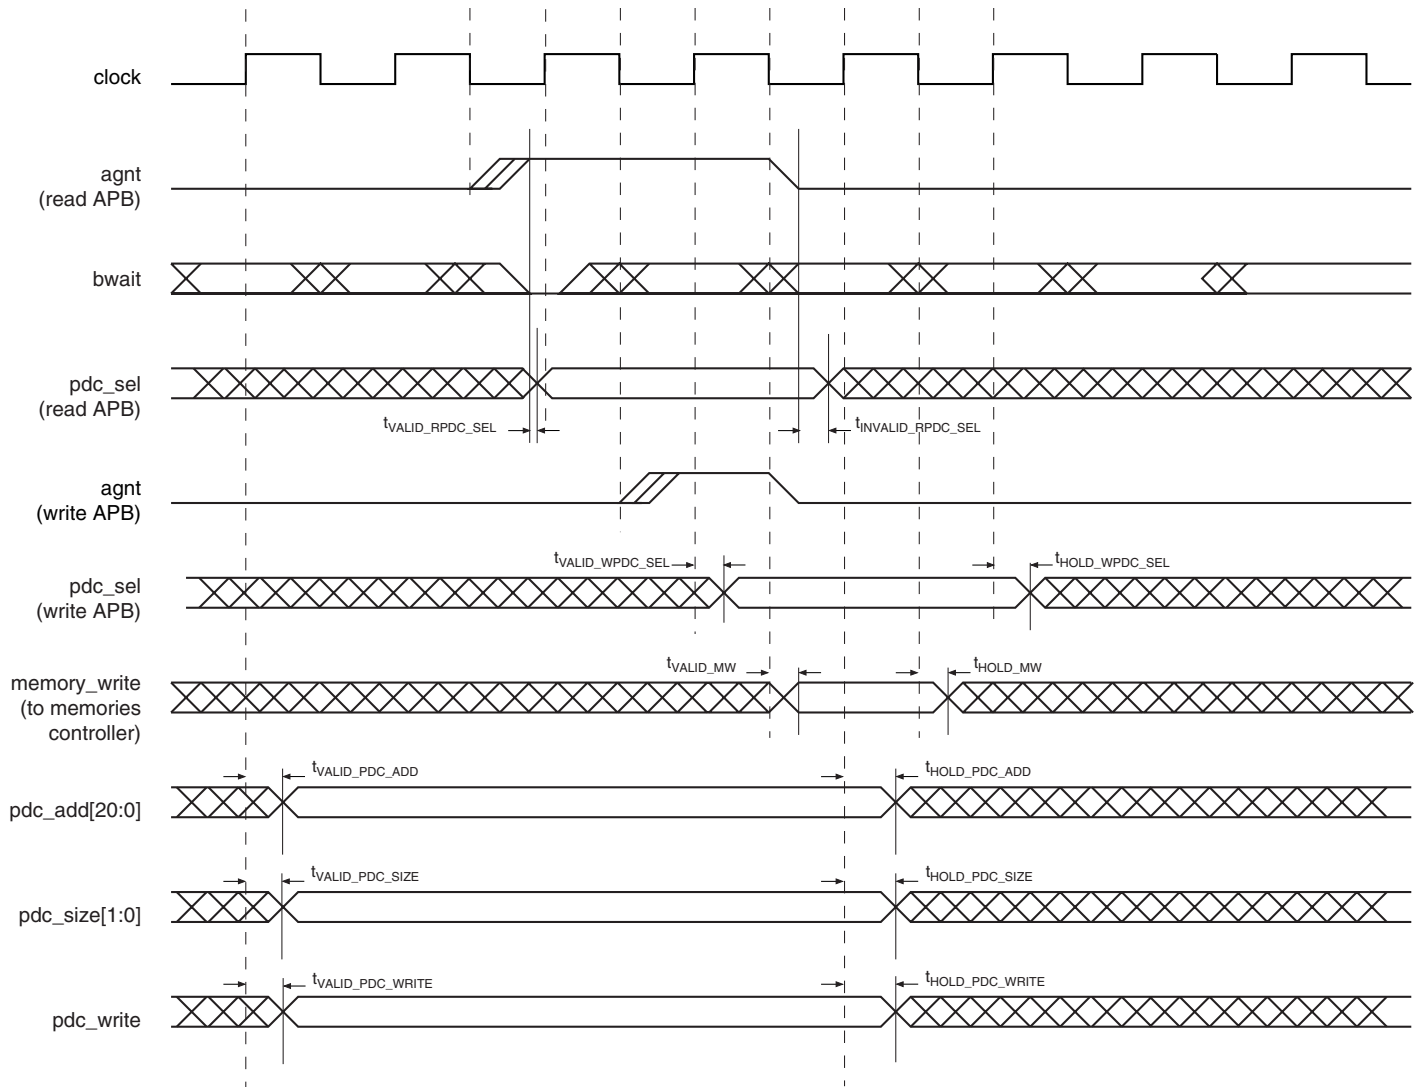 clock
agnt
(read APB)
bwait
pdc_sel
(read APB)
tVALID_RPDC_SEL
tINVALID_RPDC_SEL
agnt
(write APB)
tVALID_WPDC_SEL
tHOLD_WPDC_SEL
pdc_sel
(write APB)
tVALID_MW
tHOLD_MW
memory_write
(to memories
controller)
tVALID_PDC_ADD
tHOLD_PDC_ADD
pdc_add[20:0]
tVALID_PDC_SIZE
tHOLD_PDC_SIZE
pdc_size[1:0]
tVALID_PDC_WRITE
tHOLD_PDC_WRITE
pdc_write